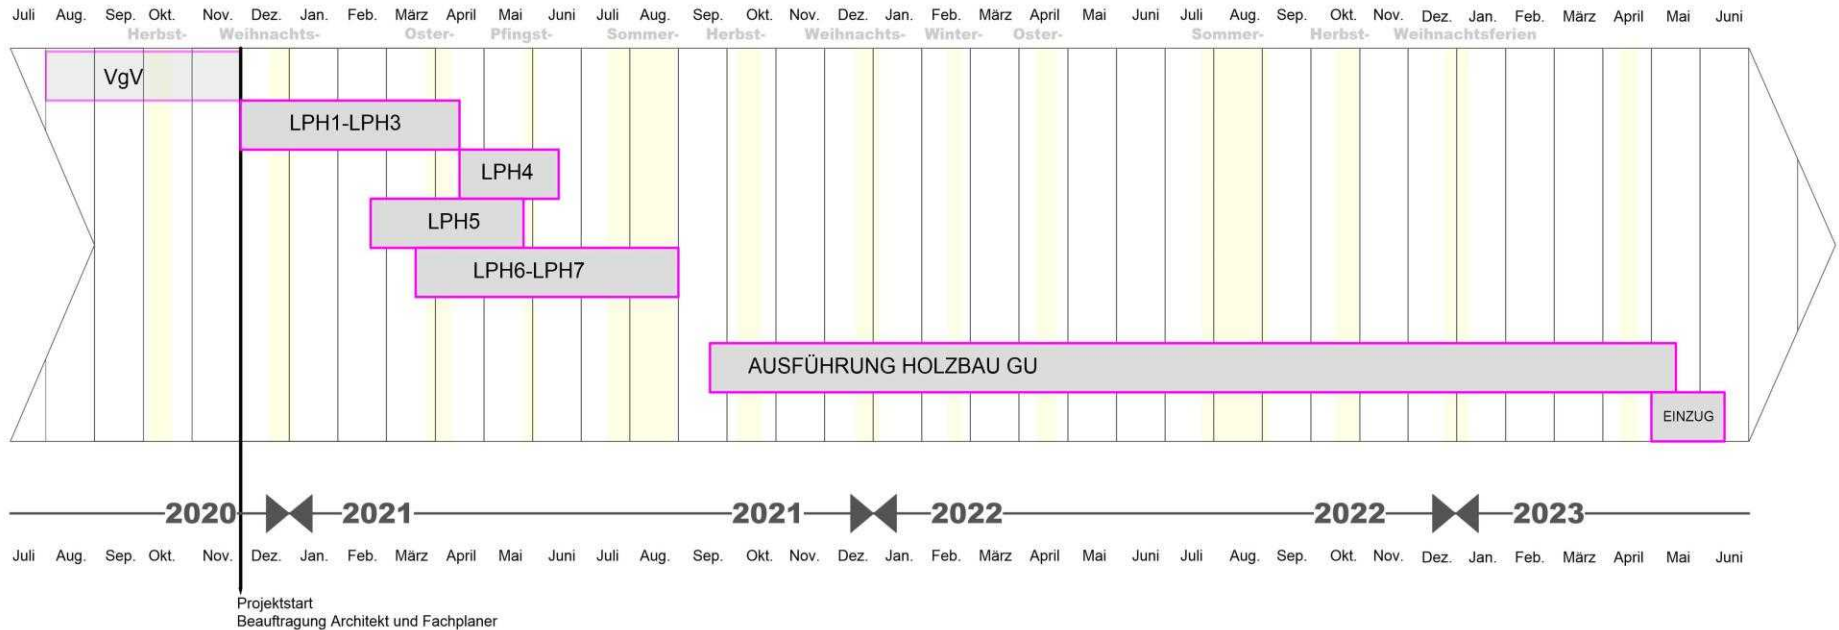 Juli Aug. Sep. Okt. Nov. Dez. Jan. Feb. März April Mai Juni Juli Aug. Sep. Okt. Nov. Dez. Jan. Feb. März April Mai Juni Juli Aug. Sep. Okt. Nov. Dez. Jan. Feb. März April Mai Juni
Herbst- Weihnachts- Oster- Pfingst- Sommer- Herbst- Weihnachts- Winter- Oster- Sommer- Herbst- Weihnachtsferien
VgV
LPH1-LPH3
LPH4
LPH5
LPH6-LPH7
AUSFÜHRUNG HOLZBAU GU
EINZUG
2020 2021 2021 2022 2022 2023
Juli Aug. Sep. Okt. Nov. Dez. Jan. Feb. März April Mai Juni Juli Aug. Sep. Okt. Nov. Dez. Jan. Feb. März April Mai Juni Juli Aug. Sep. Okt. Nov. Dez. Jan. Feb. März April Mai Juni
Projektstart
Beauftragung Architekt und Fachplaner